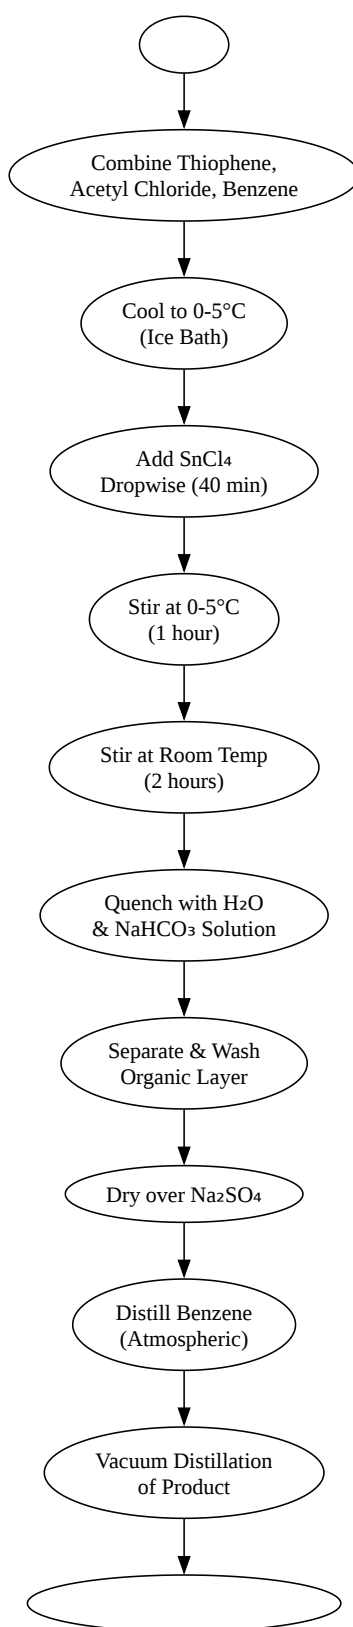 Combine Thiophene,
Acetyl Chloride, Benzene
Cool to 0-5°C
(Ice Bath)
Add SnCl₄
Dropwise (40 min)
Stir at 0-5°C
(1 hour)
Stir at Room Temp
(2 hours)
Quench with H₂O
& NaHCO₃ Solution
Separate & Wash
Organic Layer
Dry over Na₂SO₄
Distill Benzene
(Atmospheric)
Vacuum Distillation
of Product